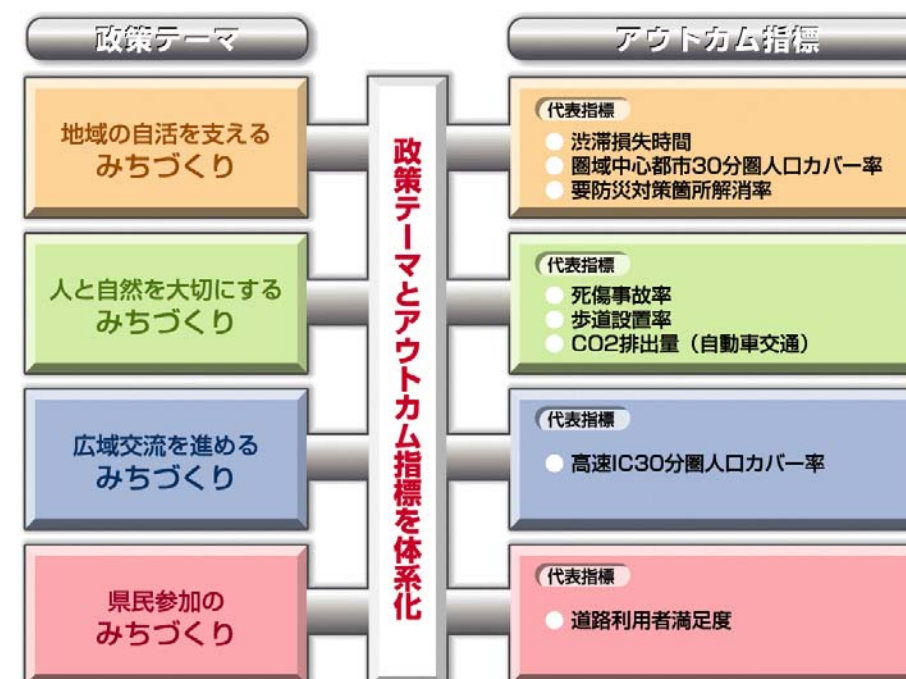 政策テーマ
アウトカム指標
地域の自活を支える
みちづくり
人と自然を大切にする
みちづくり
広域交流を進める
みちづくり
県民参加の
みちづくり
政策テーマとアウトカム指標を体系化
代表指標
渋滞損失時間
圏域中心都市30分圏人口カバー率
要防災対策箇所解消率
代表指標
死傷事故率
歩道設置率
CO2排出量（自動車交通）
代表指標
高速IC30分圏人口カバー率
代表指標
道路利用者満足度